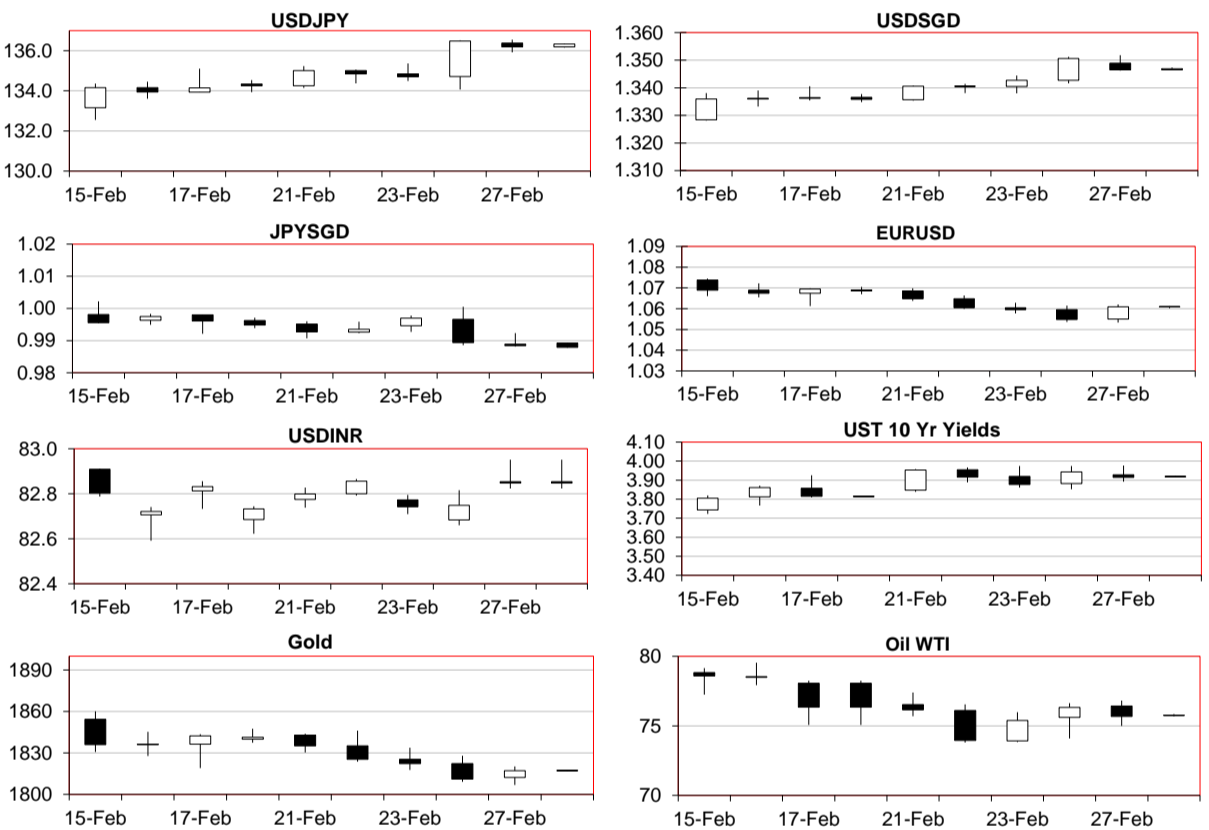 USDJPY
136.0
134.0
132.0
130.0
15-Feb 17-Feb 21-Feb 23-Feb 27-Feb
USDSGD
1.360
1.350
1.340
1.330
1.320
1.310
15-Feb 17-Feb 21-Feb 23-Feb 27-Feb
JPYSGD
1.02
1.01
1.00
0.99
0.98
15-Feb 17-Feb 21-Feb 23-Feb 27-Feb
EURUSD
1.09
1.08
1.07
1.06
1.05
1.04
1.03
15-Feb 17-Feb 21-Feb 23-Feb 27-Feb
USDINR
83.0
82.8
82.6
82.4
15-Feb 17-Feb 21-Feb 23-Feb 27-Feb
UST 10 Yr Yields
4.10
4.00
3.90
3.80
3.70
3.60
3.50
3.40
15-Feb 17-Feb 21-Feb 23-Feb 27-Feb
Gold
1890
1860
1830
1800
15-Feb 17-Feb 21-Feb 23-Feb 27-Feb
Oil WTI
80
75
70
15-Feb 17-Feb 21-Feb 23-Feb 27-Feb